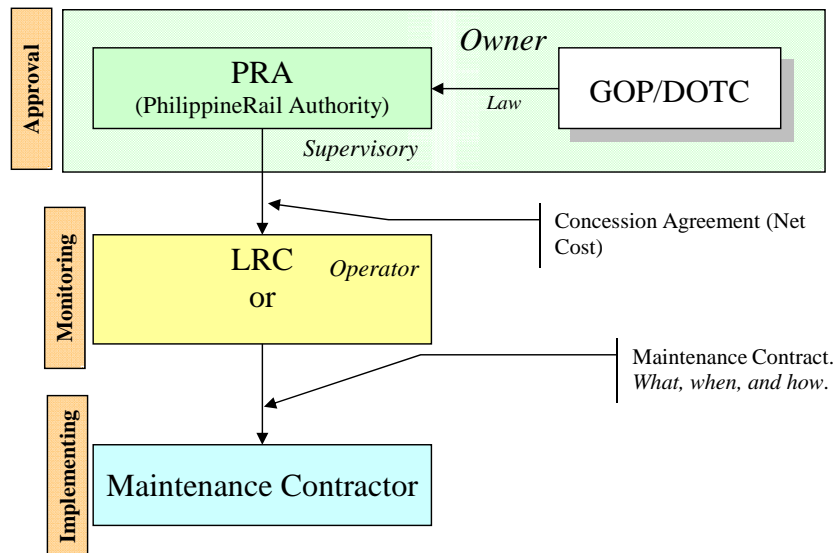 Approval
Owner
PRA
(PhilippineRail Authority)
Law
GOP/DOTC
Supervisory
Concession Agreement (Net
Cost)
Monitoring
LRC
or
Operator
Maintenance Contract.
What, when, and how.
Implementing
Maintenance Contractor